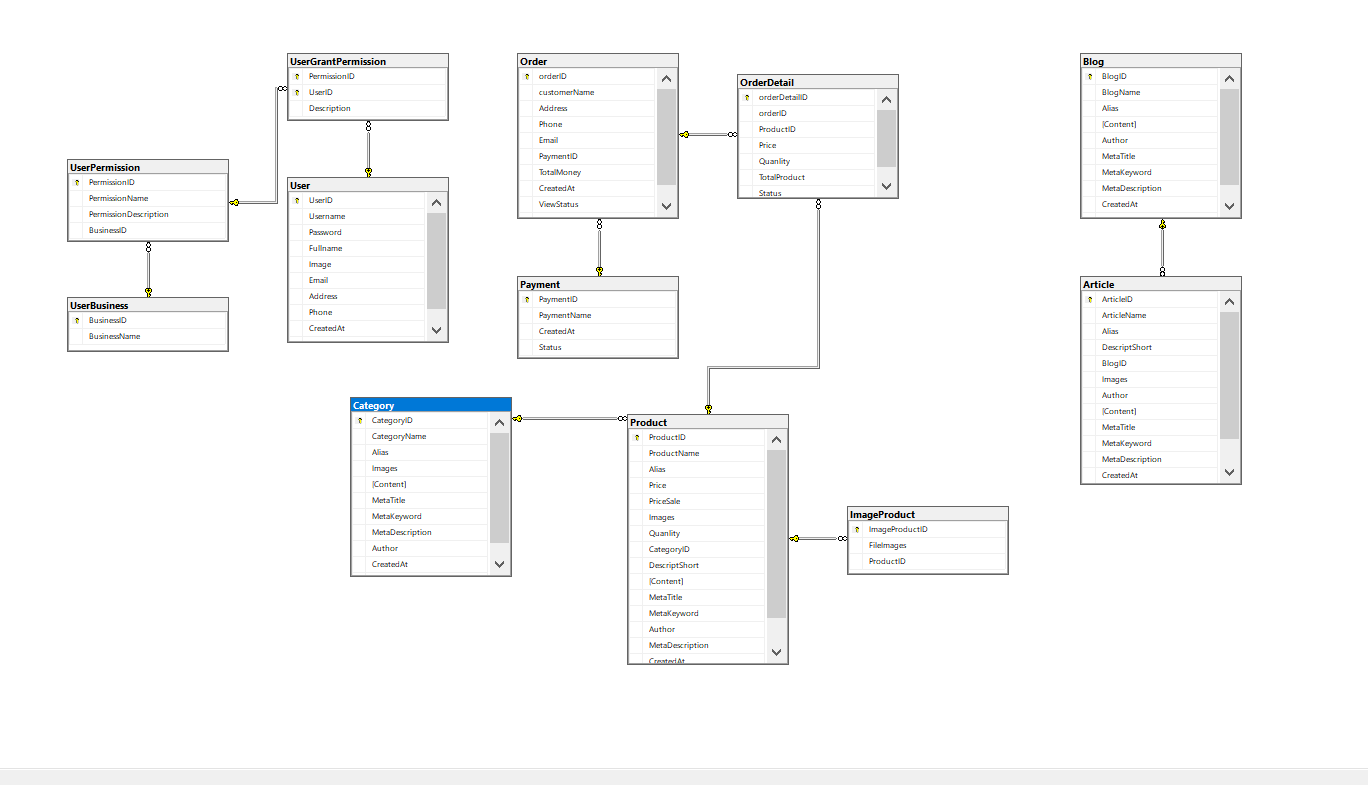 UserGrantPermission
PermissionID
UserID
Description
UserPermission
PermissionID
PermissionName
PermissionDescription
BusinessID
UserBusiness
BusinessID
BusinessName
User
UserID
Username
Password
Fullname
Image
Email
Address
Phone
CreatedAt
Order
orderID
customerName
Address
Phone
Email
PaymentID
TotalMoney
CreatedAt
ViewStatus
OrderDetail
orderDetailID
orderID
ProductID
Price
Quanlity
TotalProduct
Status
Payment
PaymentID
PaymentName
CreatedAt
Status
Category
CategoryID
CategoryName
Alias
Images
[Content]
MetaTitle
MetaKeyword
MetaDescription
Author
CreatedAt
Product
ProductID
ProductName
Alias
Price
PriceSale
Images
Quanlity
CategoryID
DescriptShort
[Content]
MetaTitle
MetaKeyword
Author
MetaDescription
CreatedAt
ImageProduct
ImageProductID
FileImages
ProductID
Blog
BlogID
BlogName
Alias
[Content]
Author
MetaTitle
MetaKeyword
MetaDescription
CreatedAt
Article
ArticleID
ArticleName
Alias
DescriptShort
BlogID
Images
Author
[Content]
MetaTitle
MetaKeyword
MetaDescription
CreatedAt